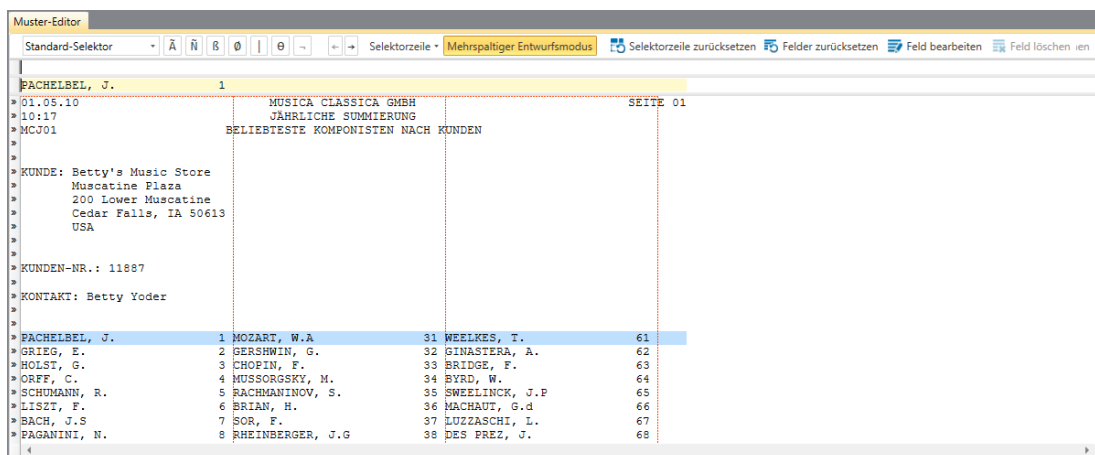 Muster-Editor
Standard-Selektor Ã Ñ ß Ø | θ ¬ ← → Selektorzeile Mehrspaltiger Entwurfsmodus Selektorzeile zurücksetzen Felder zurücksetzen Feld bearbeiten Feld löschen
PACHELBEL, J. 1
» 01.05.10 MUSICA CLASSICA GMBH SEITE 01
» 10:17 JÄHRLICHE SUMMIERUNG
» MCJ01 BELIEBTESTE KOMPONISTEN NACH KUNDEN
»
»
» KUNDE: Betty's Music Store
» Muscatine Plaza
» 200 Lower Muscatine
» Cedar Falls, IA 50613
» USA
»
»
» KUNDEN-NR.: 11887
»
» KONTAKT: Betty Yoder
»
»
» PACHELBEL, J. 1 MOZART, W.A 31 WEELKES, T. 61
» GRIEG, E. 2 GERSHWIN, G. 32 GINASTERA, A. 62
» HOLST, G. 3 CHOPIN, F. 33 BRIDGE, F. 63
» ORFF, C. 4 MUSSORGSKY, M. 34 BYRD, W. 64
» SCHUMANN, R. 5 RACHMANINOV, S. 35 SWEELINCK, J.P 65
» LISZT, F. 6 BRIAN, H. 36 MACHAUT, G.d 66
» BACH, J.S 7 SOR, F. 37 LUZZASCHI, L. 67
» PAGANINI, N. 8 RHEINBERGER, J.G 38 DES PREZ, J. 68